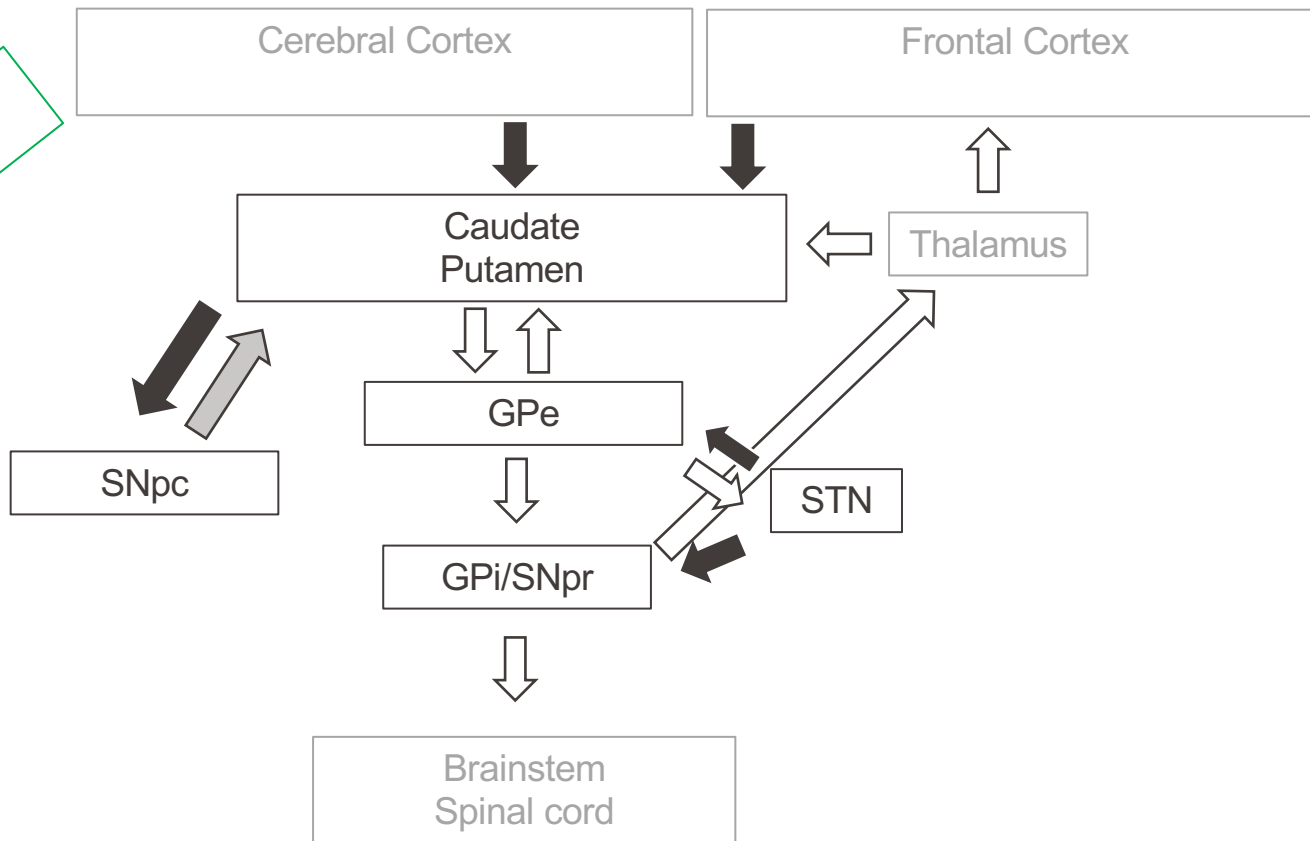 Cerebral Cortex
Frontal Cortex
Caudate
Putamen
Thalamus
GPe
SNpc
STN
GPi/SNpr
Brainstem
Spinal cord